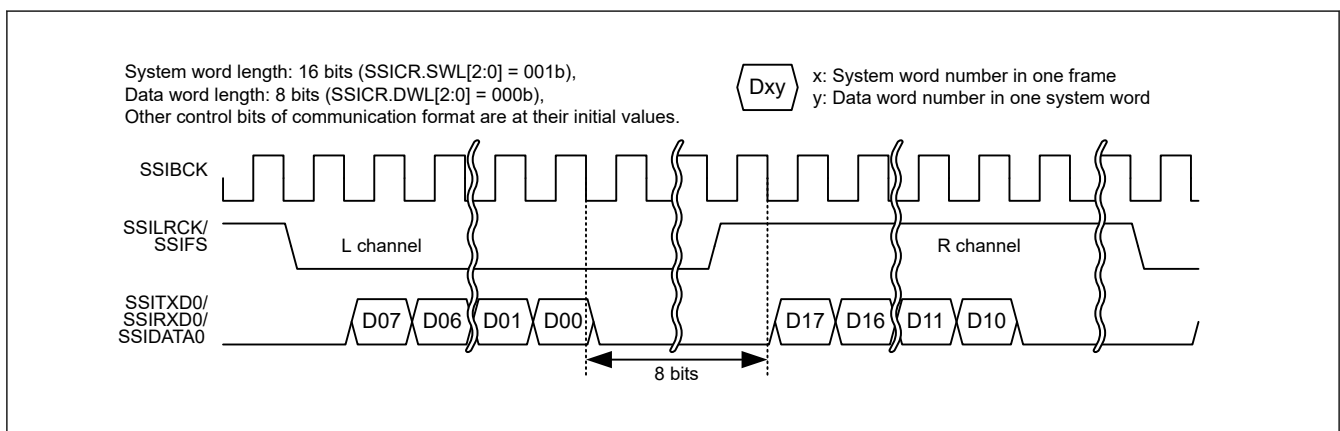 System word length: 16 bits (SSICR.SWL[2:0] = 001b),
Data word length: 8 bits (SSICR.DWL[2:0] = 000b),
Other control bits of communication format are at their initial values.
Dxy
x: System word number in one frame
y: Data word number in one system word
SSIBCK
SSILRCK/
SSIFS
L channel
R channel
SSITXD0/
SSIRXD0/
SSIDATA0
D07 D06 D01 D00 D17 D16 D11 D10
8 bits